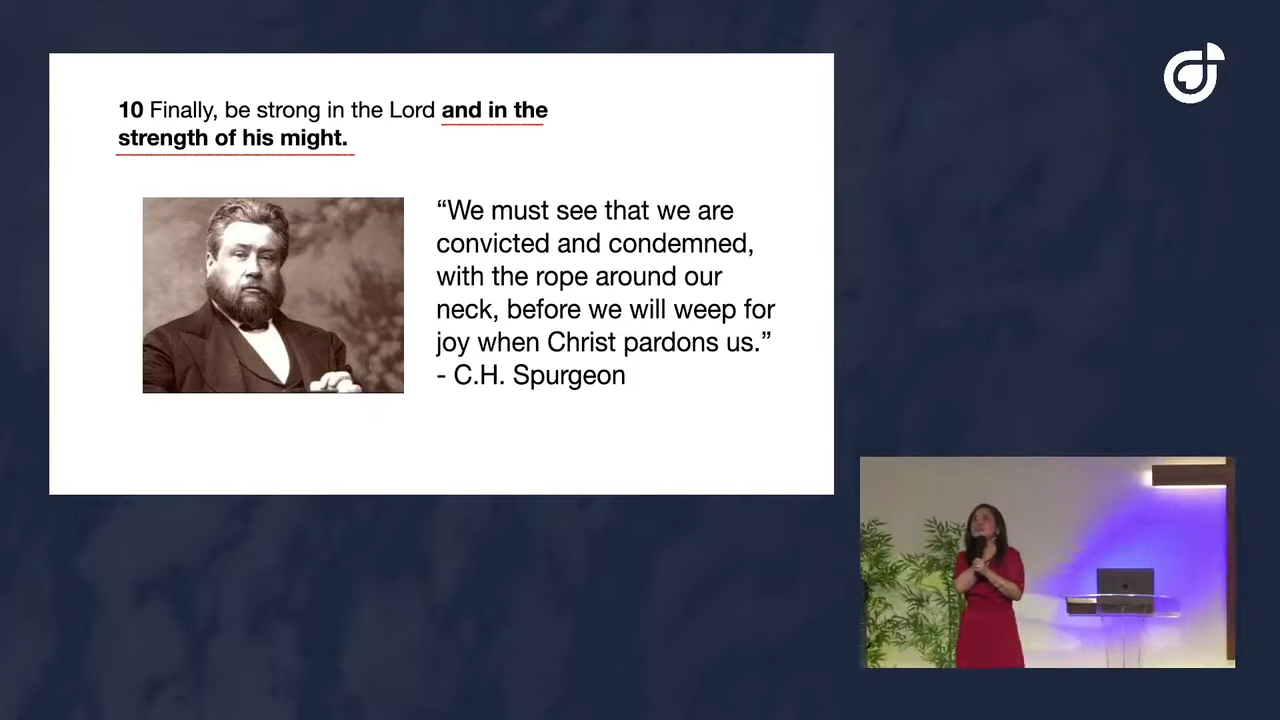 10 Finally, be strong in the Lord and in the
strength of his might.
“We must see that we are
convicted and condemned,
with the rope around our
neck, before we will weep for
joy when Christ pardons us.”
- C.H. Spurgeon